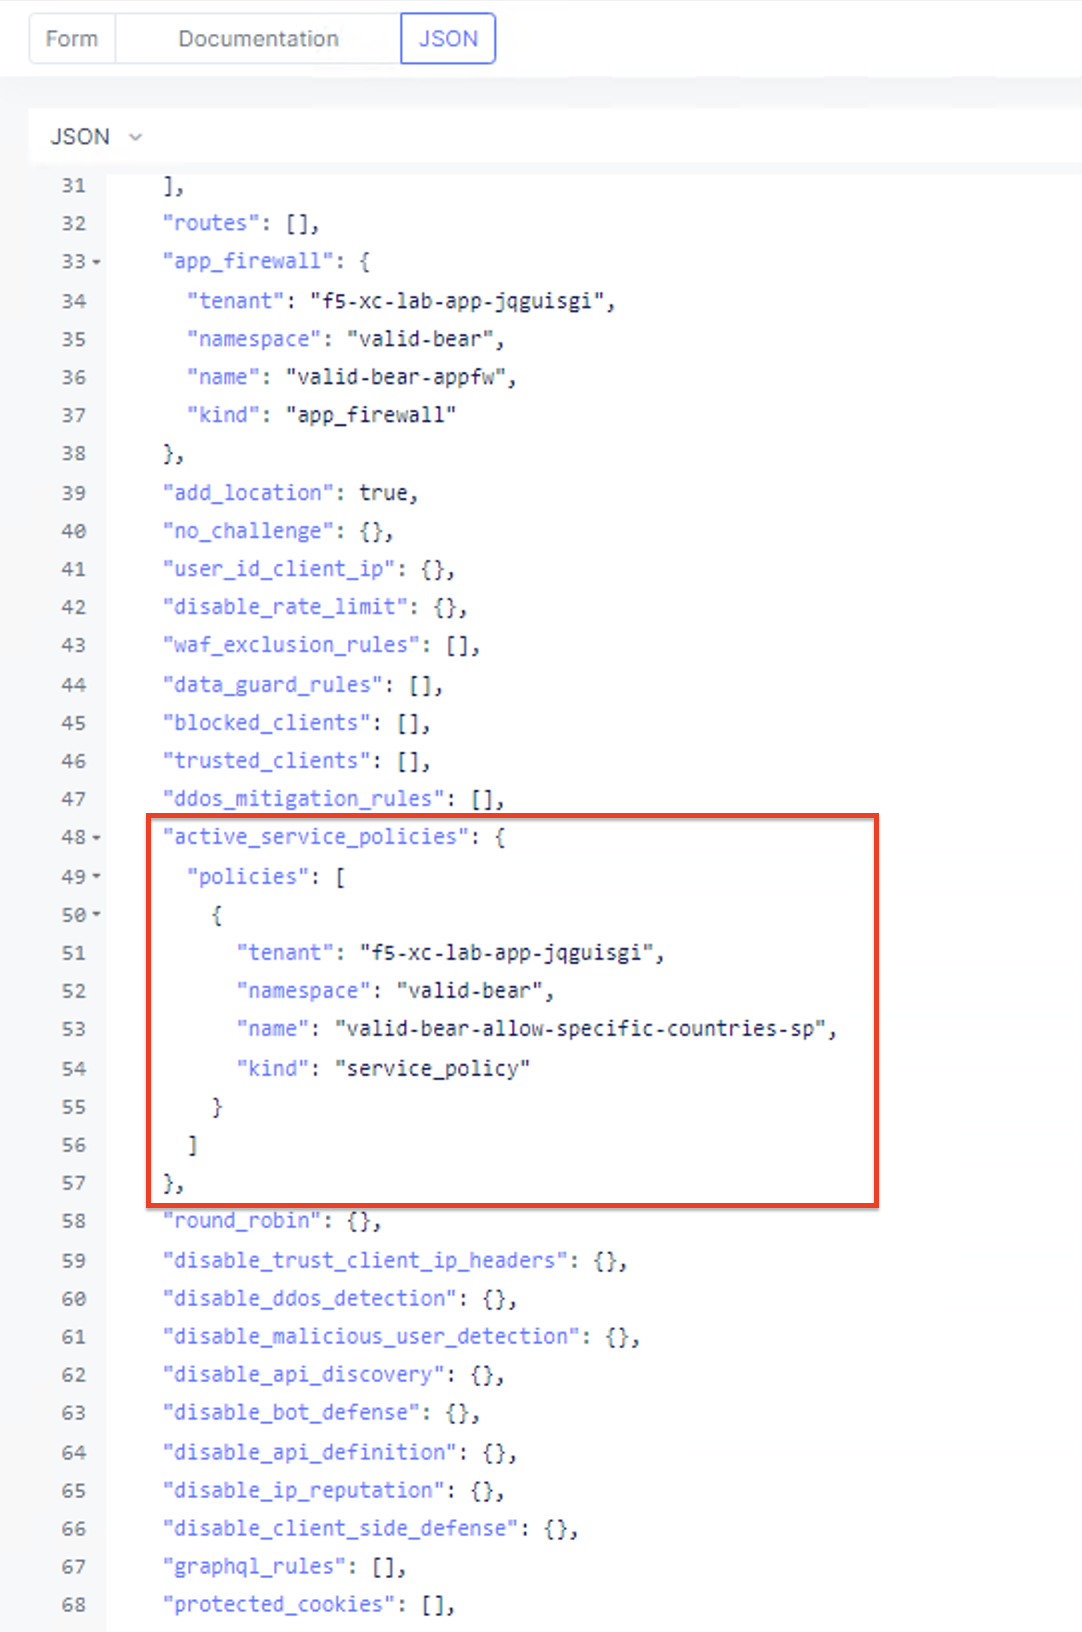 Form Documentation JSON
JSON
31 ],
32 "routes": [],
33 "app_firewall": {
34 "tenant": "f5-xc-lab-app-jqguisgi",
35 "namespace": "valid-bear",
36 "name": "valid-bear-appfw",
37 "kind": "app_firewall"
38 },
39 "add_location": true,
40 "no_challenge": {},
41 "user_id_client_ip": {},
42 "disable_rate_limit": {},
43 "waf_exclusion_rules": [],
44 "data_guard_rules": [],
45 "blocked_clients": [],
46 "trusted_clients": [],
47 "ddos_mitigation_rules": [],
48 "active_service_policies": {
49 "policies": [
50 {
51 "tenant": "f5-xc-lab-app-jqguisgi",
52 "namespace": "valid-bear",
53 "name": "valid-bear-allow-specific-countries-sp",
54 "kind": "service_policy"
55 }
56 ]
57 },
58 "round_robin": {},
59 "disable_trust_client_ip_headers": {},
60 "disable_ddos_detection": {},
61 "disable_malicious_user_detection": {},
62 "disable_api_discovery": {},
63 "disable_bot_defense": {},
64 "disable_api_definition": {},
65 "disable_ip_reputation": {},
66 "disable_client_side_defense": {},
67 "graphql_rules": [],
68 "protected_cookies": [],